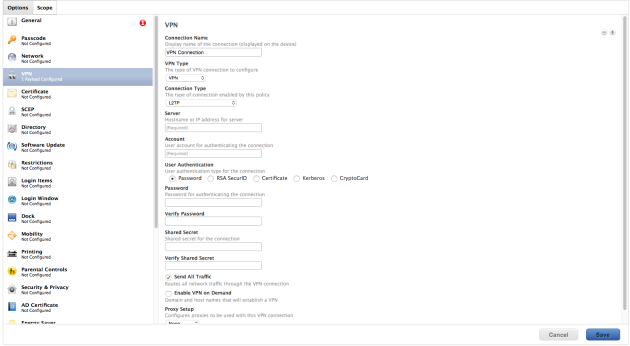 Options Scope
General
Passcode
Not Configured
Network
Not Configured
VPN
1 Payload Configured
Certificate
Not Configured
SCEP
Not Configured
Directory
Not Configured
Software Update
Not Configured
Restrictions
Not Configured
Login Items
Not Configured
Login Window
Not Configured
Dock
Not Configured
Mobility
Not Configured
Printing
Not Configured
Parental Controls
Not Configured
Security & Privacy
Not Configured
AD Certificate
Not Configured
Energy Saver
VPN
Connection Name
Display name of the connection (displayed on the device)
VPN Connection
VPN Type
The type of VPN connection to configure
VPN
Connection Type
The type of connection enabled by this policy
L2TP
Server
Hostname or IP address for server
[Required]
Account
User account for authenticating the connection
[Required]
User Authentication
User authentication type for the connection
Password RSA SecurID Certificate Kerberos CryptoCard
Password
Password for authenticating the connection
Verify Password
Shared Secret
Shared secret for the connection
Verify Shared Secret
Send All Traffic
Routes all network traffic through the VPN connection
Enable VPN on Demand
Domain and host names that will establish a VPN
Proxy Setup
Configures proxies to be used with this VPN connection
None
Cancel Save